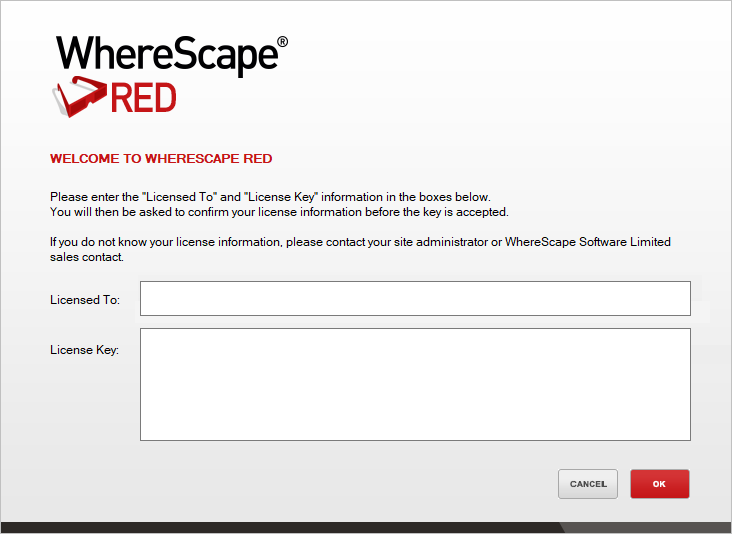 WhereScape®
RED
WELCOME TO WHERESCAPE RED
Please enter the "Licensed To" and "License Key" information in the boxes below.
You will then be asked to confirm your license information before the key is accepted.
If you do not know your license information, please contact your site administrator or WhereScape Software Limited
sales contact.
Licensed To:
License Key:
CANCEL
OK